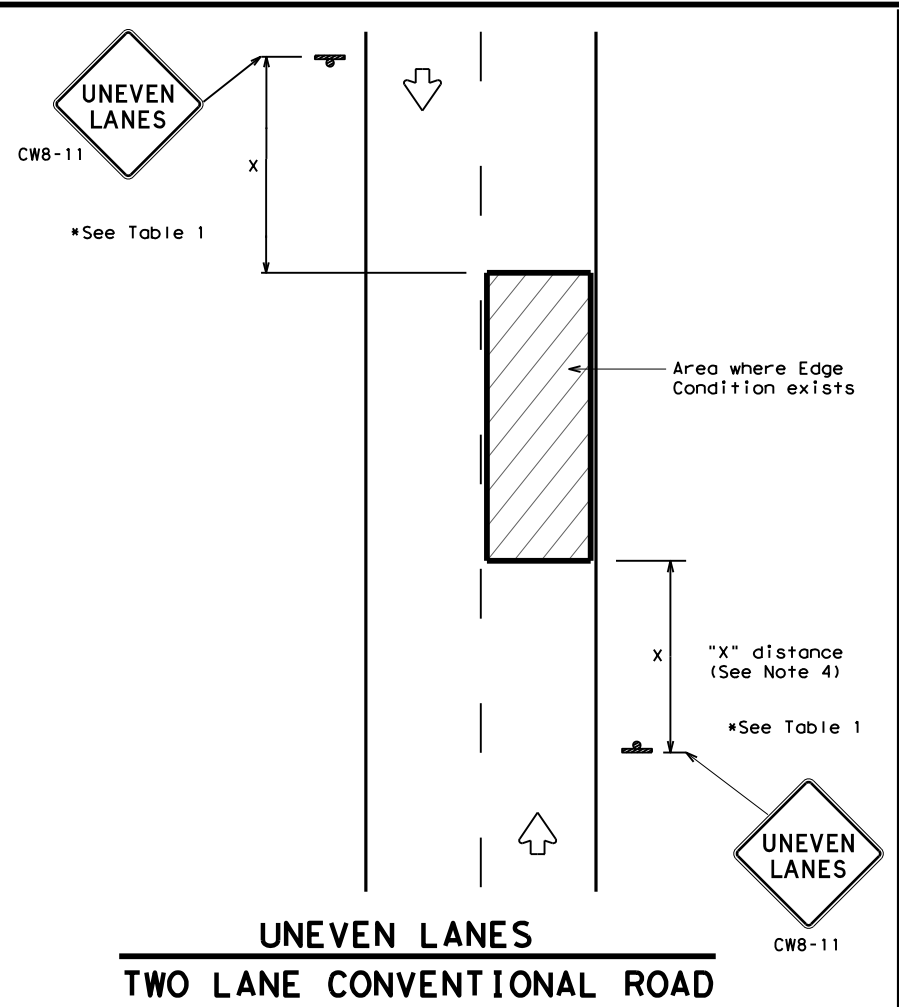 UNEVEN
LANES
CW8-11
X
*See Table 1
Area where Edge
Condition exists
X
"X" distance
(See Note 4)
*See Table 1
UNEVEN
LANES
CW8-11
UNEVEN LANES
TWO LANE CONVENTIONAL ROAD